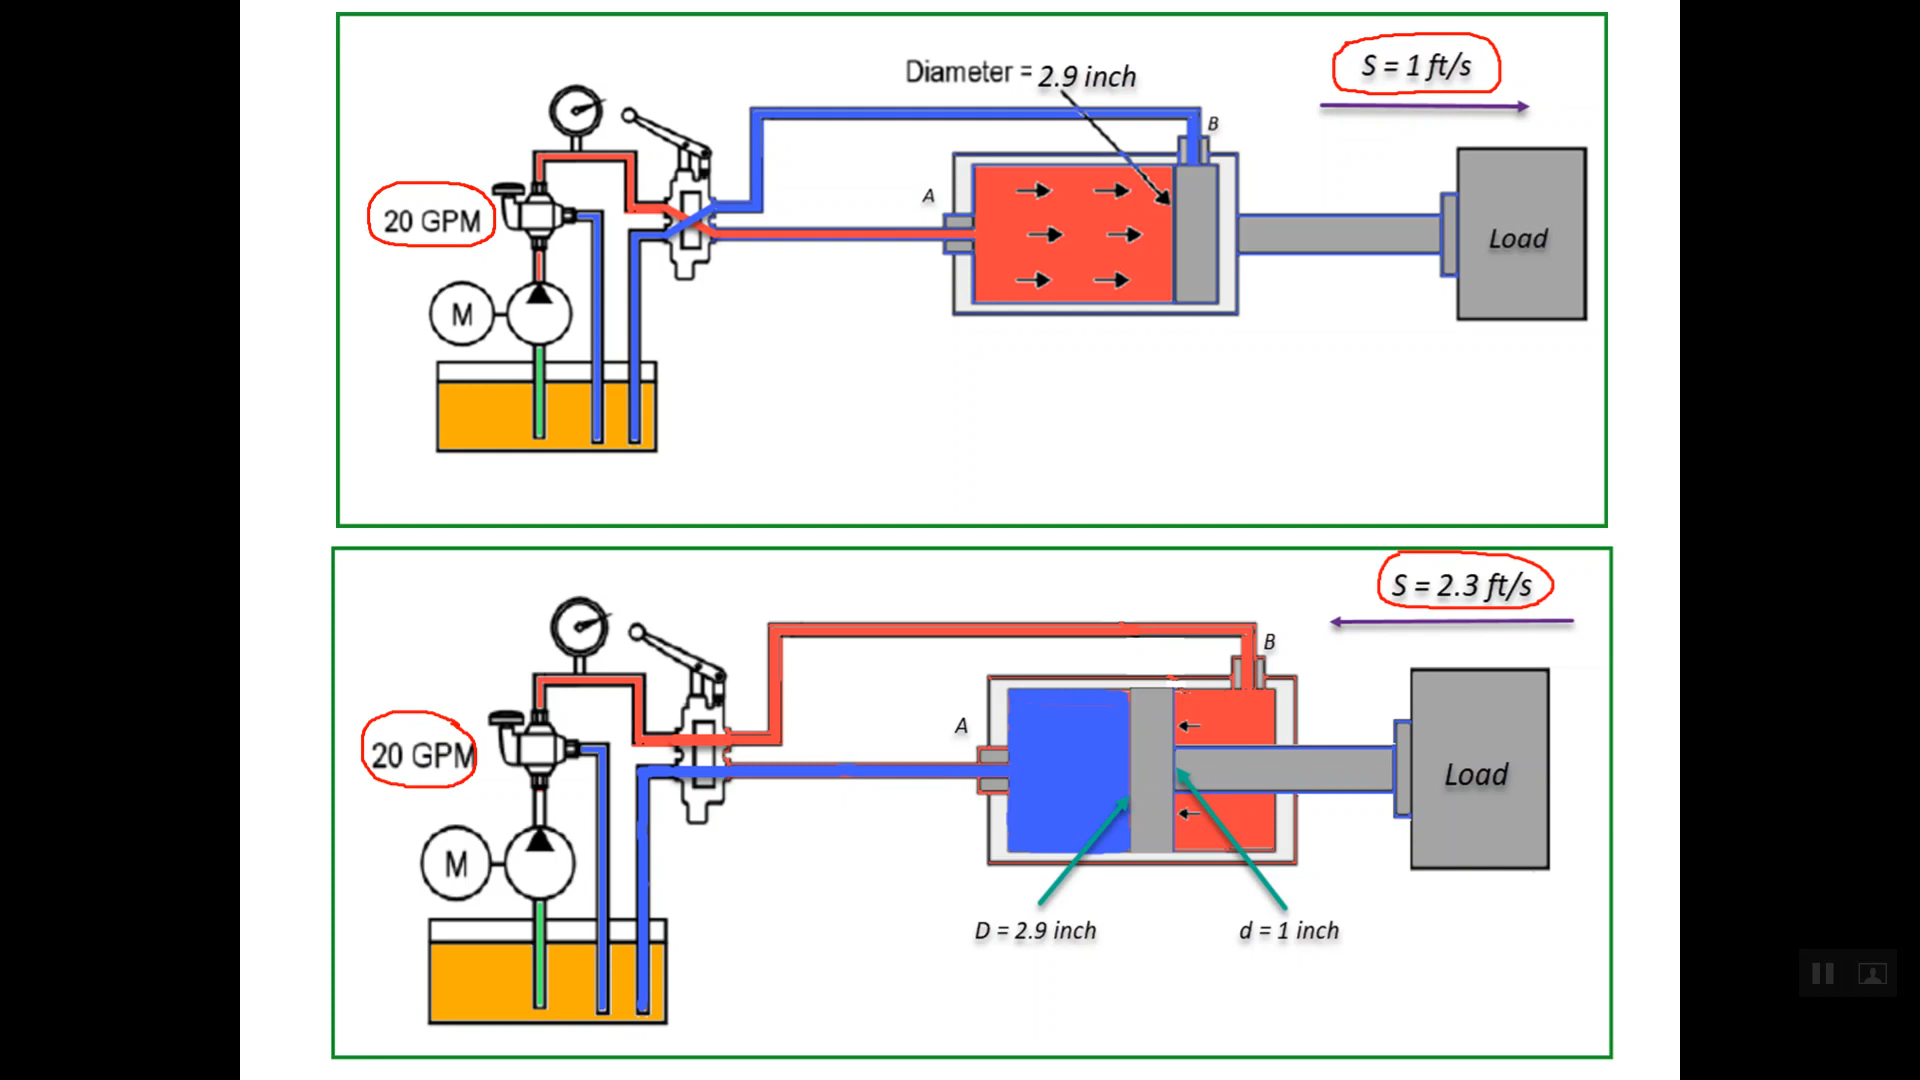 Diameter = 2.9 inch
S = 1 ft/s
B
A
20 GPM
Load
M
S = 2.3 ft/s
B
A
20 GPM
Load
M
D = 2.9 inch
d = 1 inch